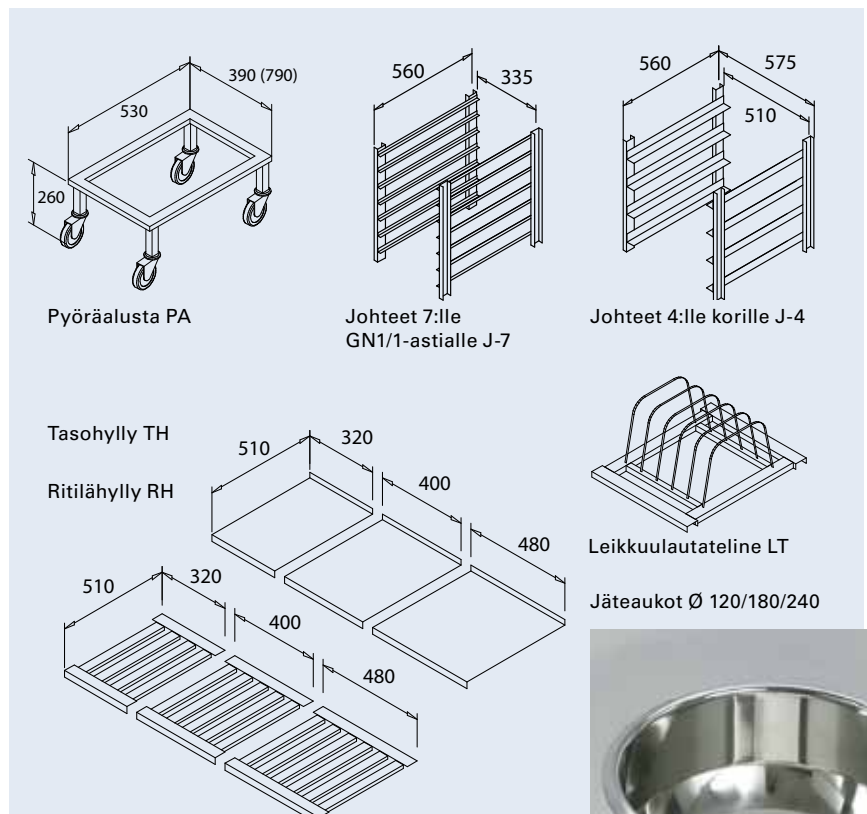 530
390 (790)
260
Pyöräalusta PA
560
335
Johteet 7:lle
GN1/1-astialle J-7
560
575
510
Johteet 4:lle korille J-4
Tasohylly TH
Ritilähylly RH
510
320
400
480
510
320
400
480
Leikkuulautateline LT
Jäteaukot Ø 120/180/240